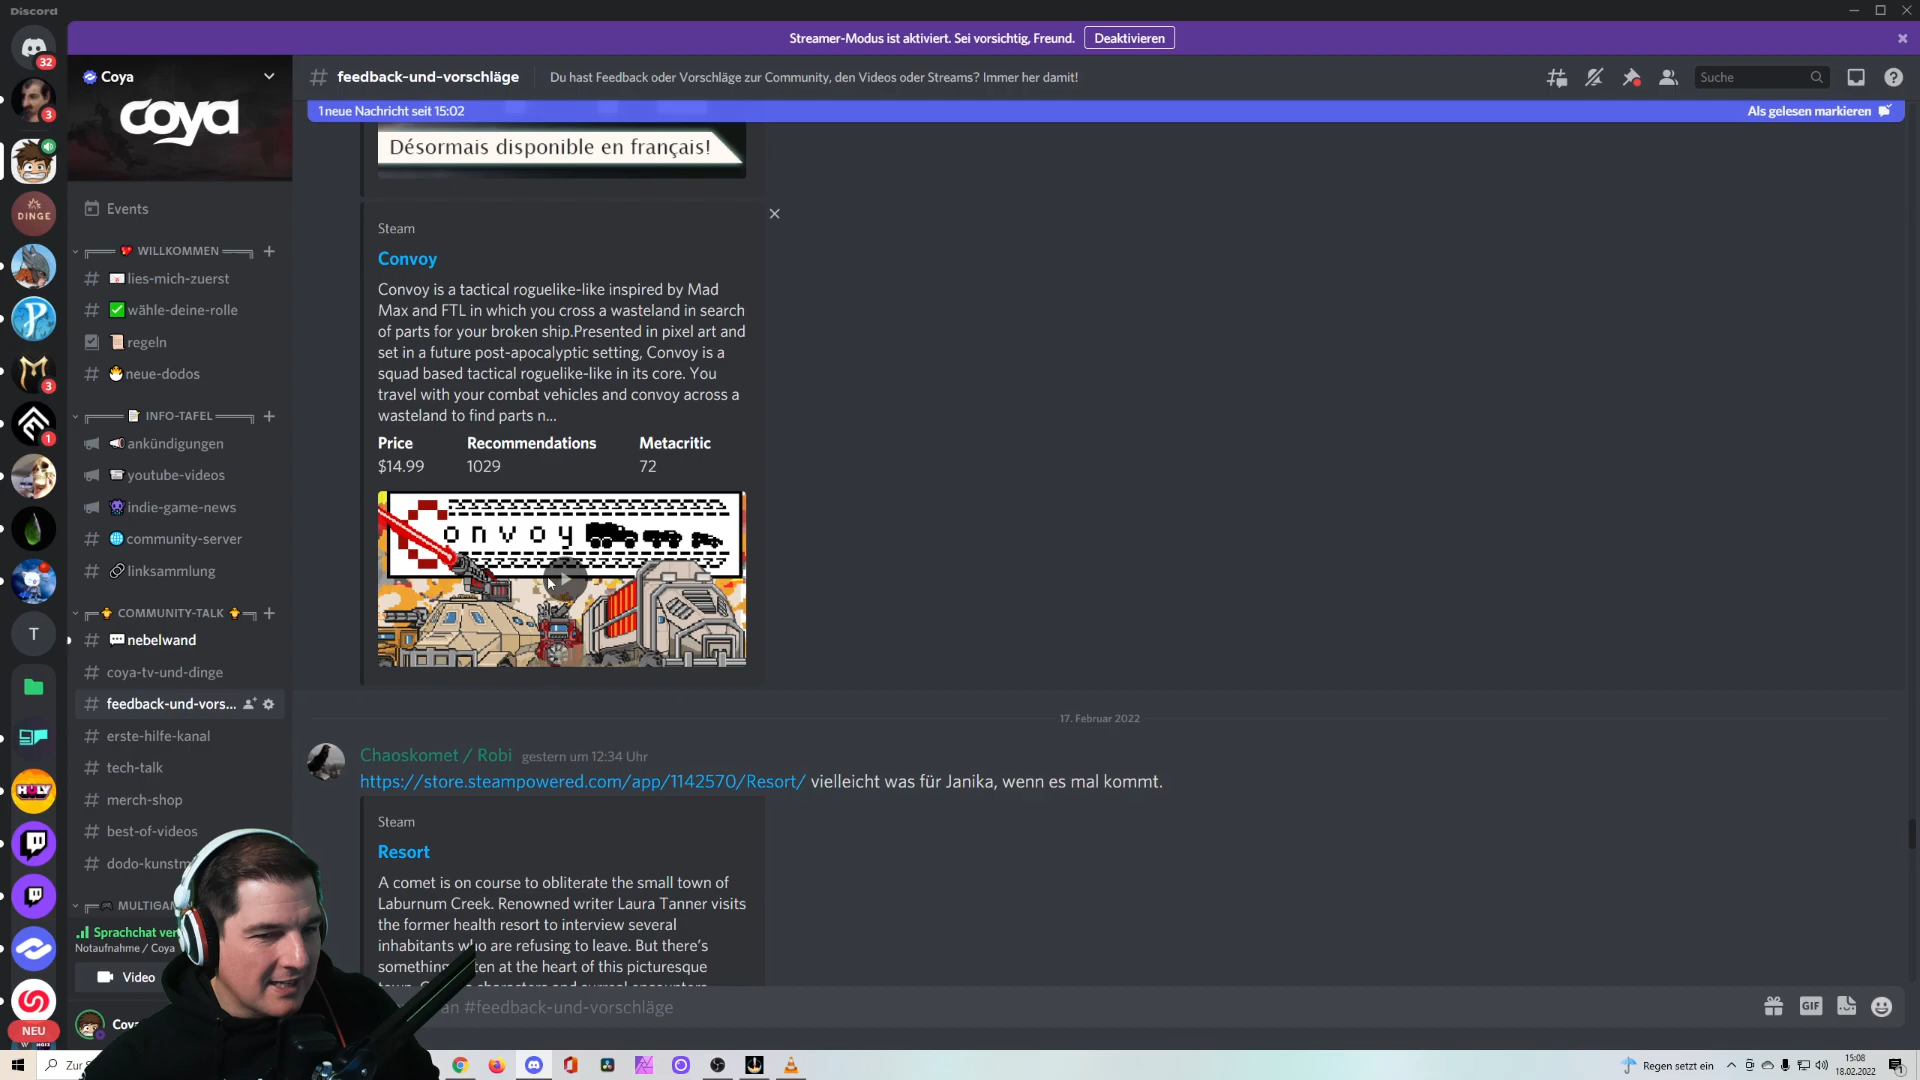 Discord
Streamer-Modus ist aktiviert. Sei vorsichtig, Freund.
Deaktivieren
32
3
DINGE
3
1
T
HOLY
NEU
Coya
coya
Events
WILLKOMMEN
lies-mich-zuerst
wähle-deine-rolle
regeln
neue-dodos
INFO-TAFEL
ankündigungen
youtube-videos
indie-game-news
community-server
linksammlung
COMMUNITY-TALK
nebelwand
coya-tv-und-dinge
feedback-und-vors...
erste-hilfe-kanal
tech-talk
merch-shop
best-of-videos
dodo-kunstm
MULTIGA
Sprachchat ver
Notaufnahme / Coya
Video
Coya
feedback-und-vorschläge
Du hast Feedback oder Vorschläge zur Community, den Videos oder Streams? Immer her damit!
Suche
1 neue Nachricht seit 15:02
Als gelesen markieren
Désormais disponible en français!
Steam
Convoy
Convoy is a tactical roguelike-like inspired by Mad
Max and FTL in which you cross a wasteland in search
of parts for your broken ship.Presented in pixel art and
set in a future post-apocalyptic setting, Convoy is a
squad based tactical roguelike-like in its core. You
travel with your combat vehicles and convoy across a
wasteland to find parts n...
Price Recommendations Metacritic
$14.99 1029 72
Convoy
17. Februar 2022
Chaoskomet / Robi gestern um 12:34 Uhr
https://store.steampowered.com/app/1142570/Resort/ vielleicht was für Janika, wenn es mal kommt.
Steam
Resort
A comet is on course to obliterate the small town of
Laburnum Creek. Renowned writer Laura Tanner visits
the former health resort to interview several
inhabitants who are refusing to leave. But there's
something at the heart of this picturesque
an #feedback-und-vorschläge
GIF
Zur
Regen setzt ein
15:08
18.02.2022